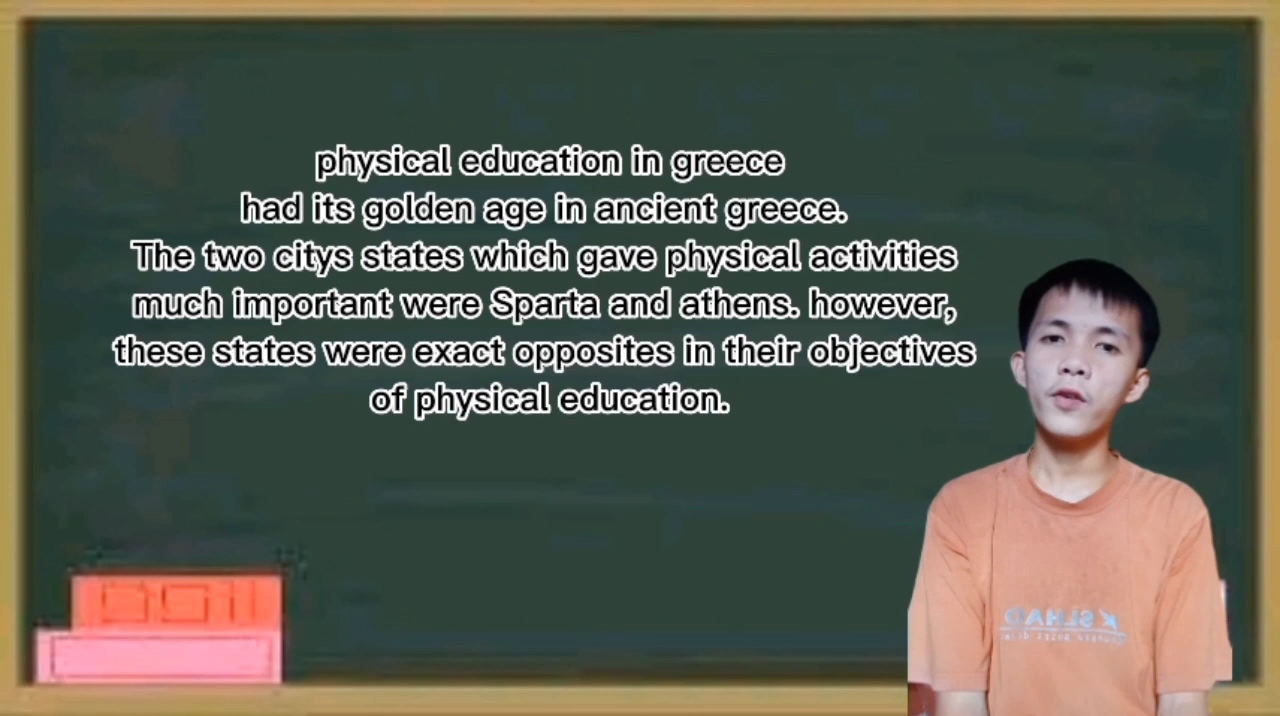 physical education in greece
had its golden age in ancient greece.
The two citys states which gave physical activities
much important were Sparta and athens. however,
these states were exact opposites in their objectives
of physical education.